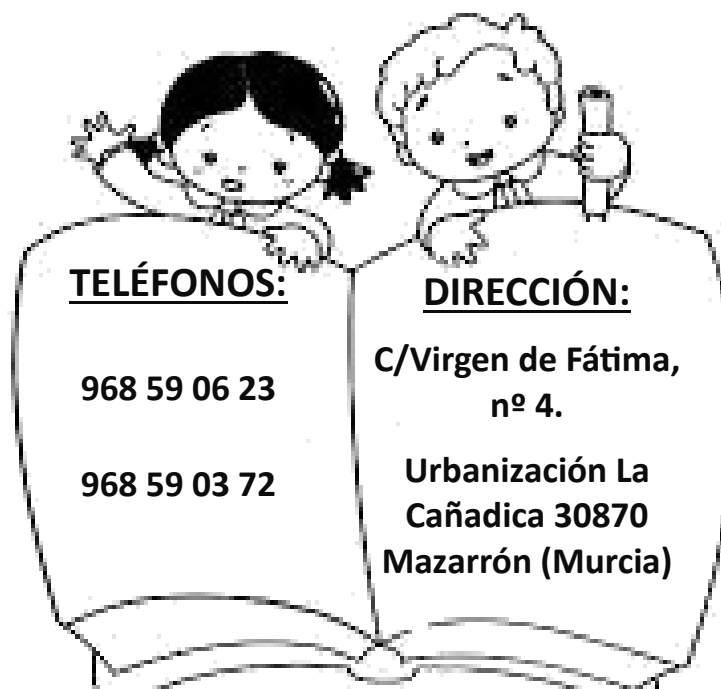 TELÉFONOS:
968 59 06 23
968 59 03 72
DIRECCIÓN:
C/Virgen de Fátima,
nº 4.
Urbanización La
Cañadica 30870
Mazarrón (Murcia)